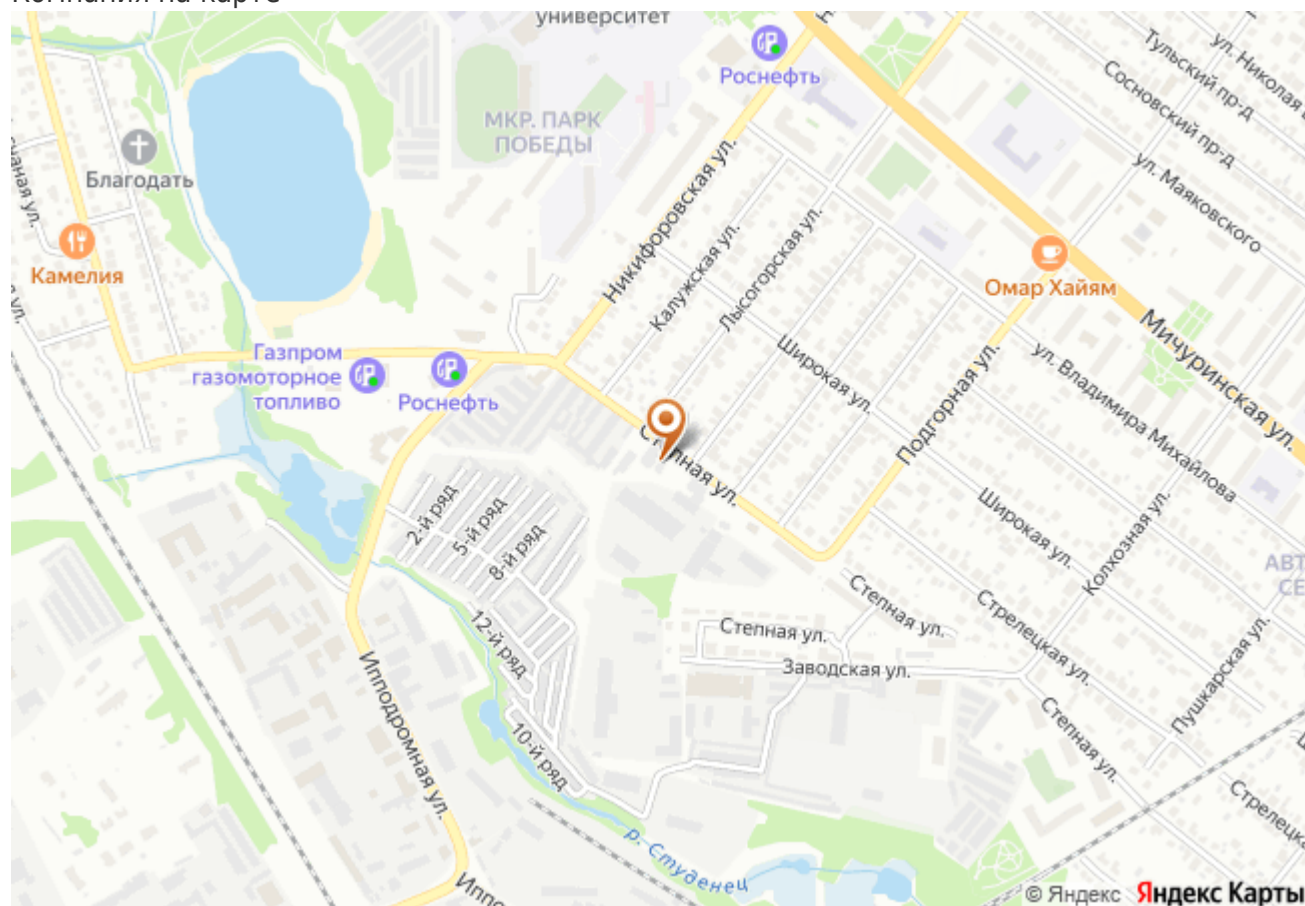 Компания на карте
университет
Роснефть
МКР. ПАРК
ПОБЕДЫ
Благодать
Камелия
Тульский пр-д
Сосновский пр-д
ул. Маяковского
Омар Хайям
Мичуринская ул.
Никифоровская ул.
Калужская ул.
Лысогорская ул.
Широкая ул.
Подгорная ул.
ул. Владимира Михайлова
Газпром
газомоторное
топливо
Роснефть
Степная ул.
2-й ряд
5-й ряд
8-й ряд
12-й ряд
10-й ряд
Широкая ул.
Колхозная ул.
Степная ул.
Стрелецкая ул.
Степная ул.
Заводская ул.
Пушкарская ул.
Степная ул.
Ипподромная ул.
р. Студенец
© Яндекс Яндекс Карты